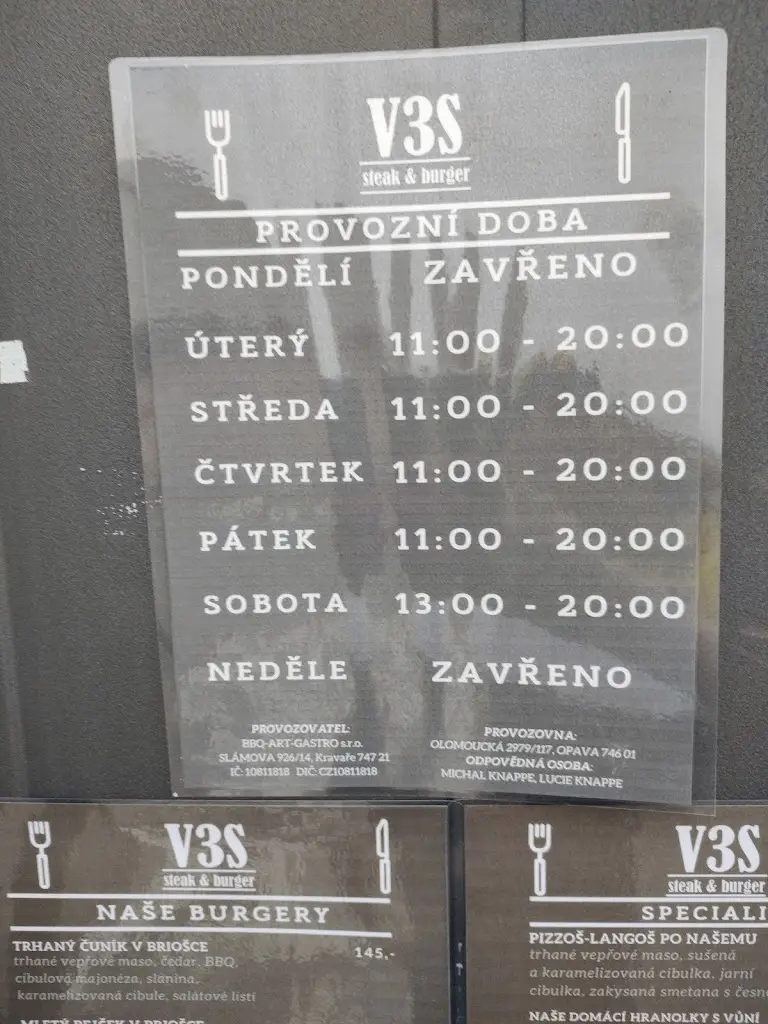 V3S
steak & burger
PROVOZNÍ DOBA
PONDĚLÍ ZAVŘENO
ÚTERÝ 11:00 - 20:00
STŘEDA 11:00 - 20:00
ČTVRTEK 11:00 - 20:00
PÁTEK 11:00 - 20:00
SOBOTA 13:00 - 20:00
NEDĚLE ZAVŘENO
PROVOZOVATEL:
BBQ-ART-GASTRO s.r.o.
SLÁMOVA 926/14, Kravaře 747 21
IČ: 10811818 DIČ: CZ10811818
PROVOZOVNA:
OLOMOUCKÁ 2979/117, OPAVA 746 01
ODPOVĚDNÁ OSOBA:
MICHAL KNAPPE, LUCIE KNAPPE
V3S
steak & burger
NAŠE BURGERY
TRHANÝ ČUNÍK V BRIOŠCE 145,-
trhané vepřové maso, čedar, BBQ,
cibulová majonéza, slanina,
karamelizovaná cibule, salátové listí
V3S
steak & burger
SPECIALI
PIZZOŠ-LANGOŠ PO NAŠEMU
trhané vepřové maso, sušená
a karamelizovaná cibulka, jarní
cibulka, zakysaná smetana s česn
NAŠE DOMÁCÍ HRANOLKY S VŮNÍ